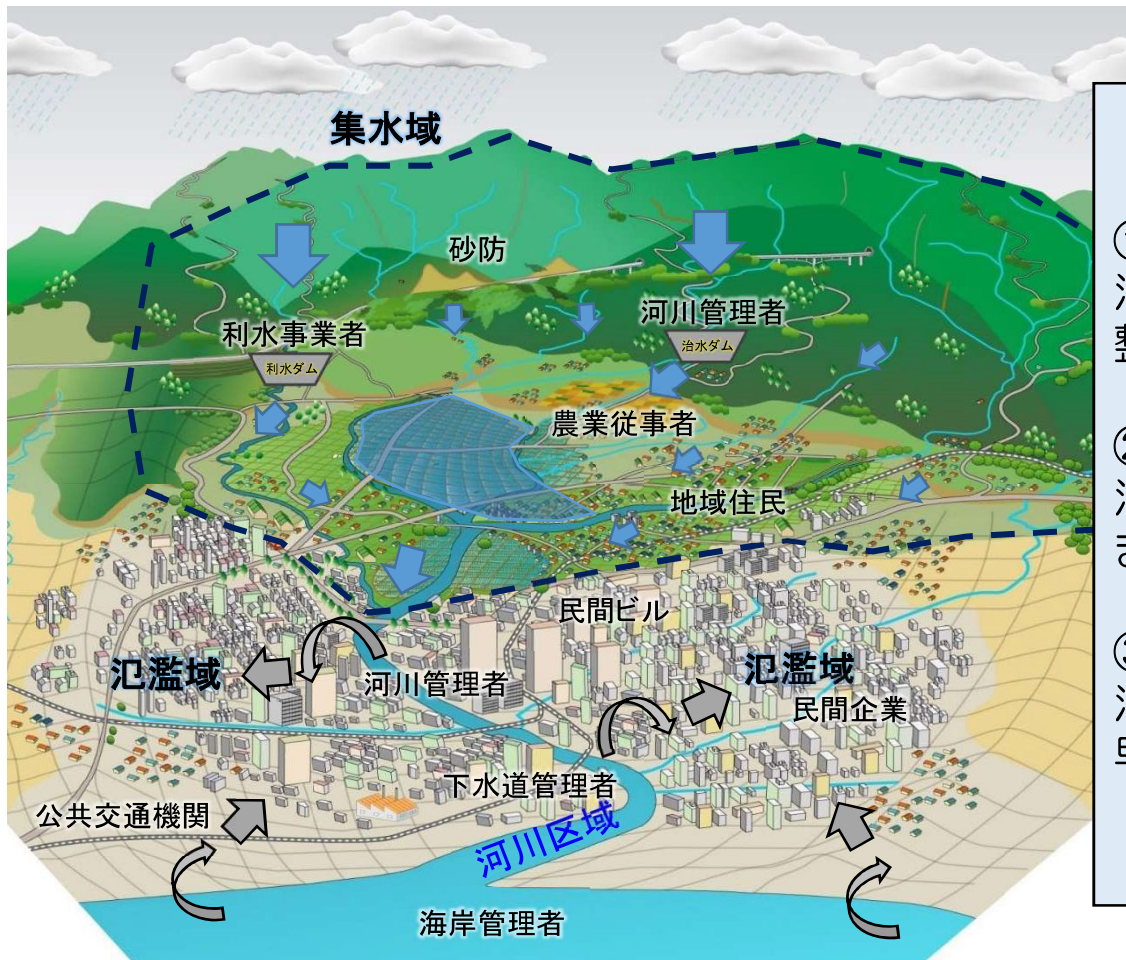 集水域
砂防
利水事業者
利水ダム
河川管理者
治水ダム
農業従事者
地域住民
民間ビル
氾濫域
河川管理者
氾濫域
民間企業
下水道管理者
公共交通機関
河川区域
海岸管理者